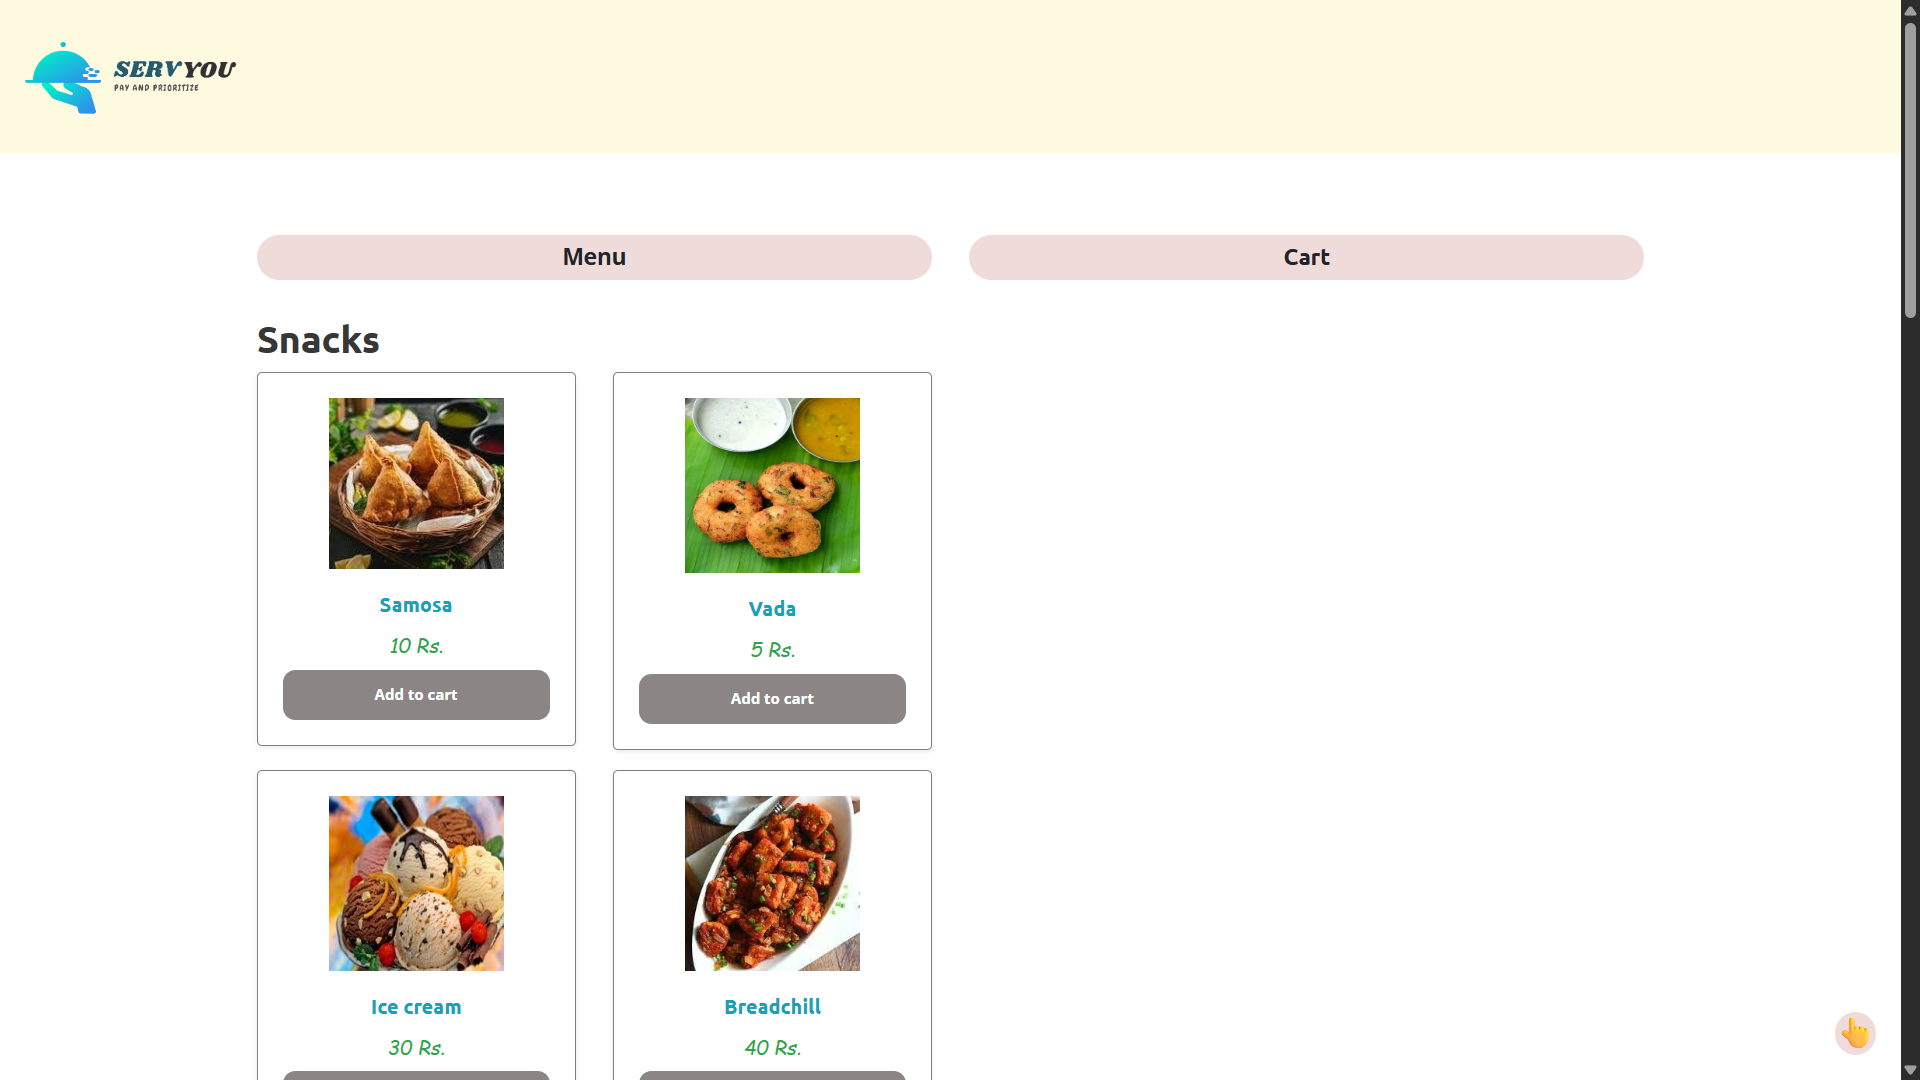 SERVYOU
PAY AND PRIORITIZE
Menu
Cart
Snacks
Samosa
10 Rs.
Add to cart
Vada
5 Rs.
Add to cart
Ice cream
30 Rs.
Breadchill
40 Rs.